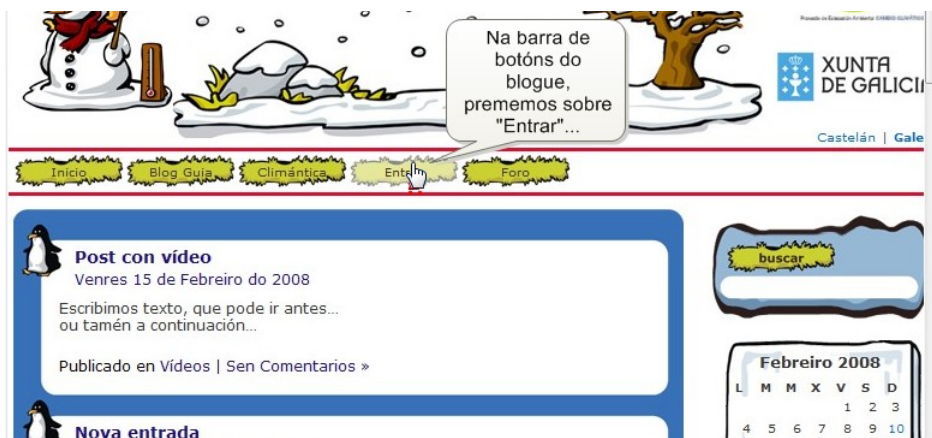 Na barra de
botóns do
blogue,
prememos sobre
"Entrar"...
XUNTA
DE GALICI
Castelán | Gale
Inicio
Blog Guia
Climántica
Ent
Foro
Post con vídeo
Venres 15 de Febreiro do 2008
Escribimos texto, que pode ir antes...
ou tamén a continuación...
Publicado en Vídeos | Sen Comentarios »
Nova entrada
buscar
Febreiro 2008
L M M X V S D
1 2 3
4 5 6 7 8 9 10